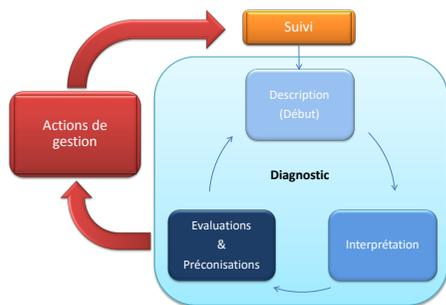 Suivi
Description
(Début)
Actions de
gestion
Diagnostic
Evaluations
&
Préconisations
Interprétation